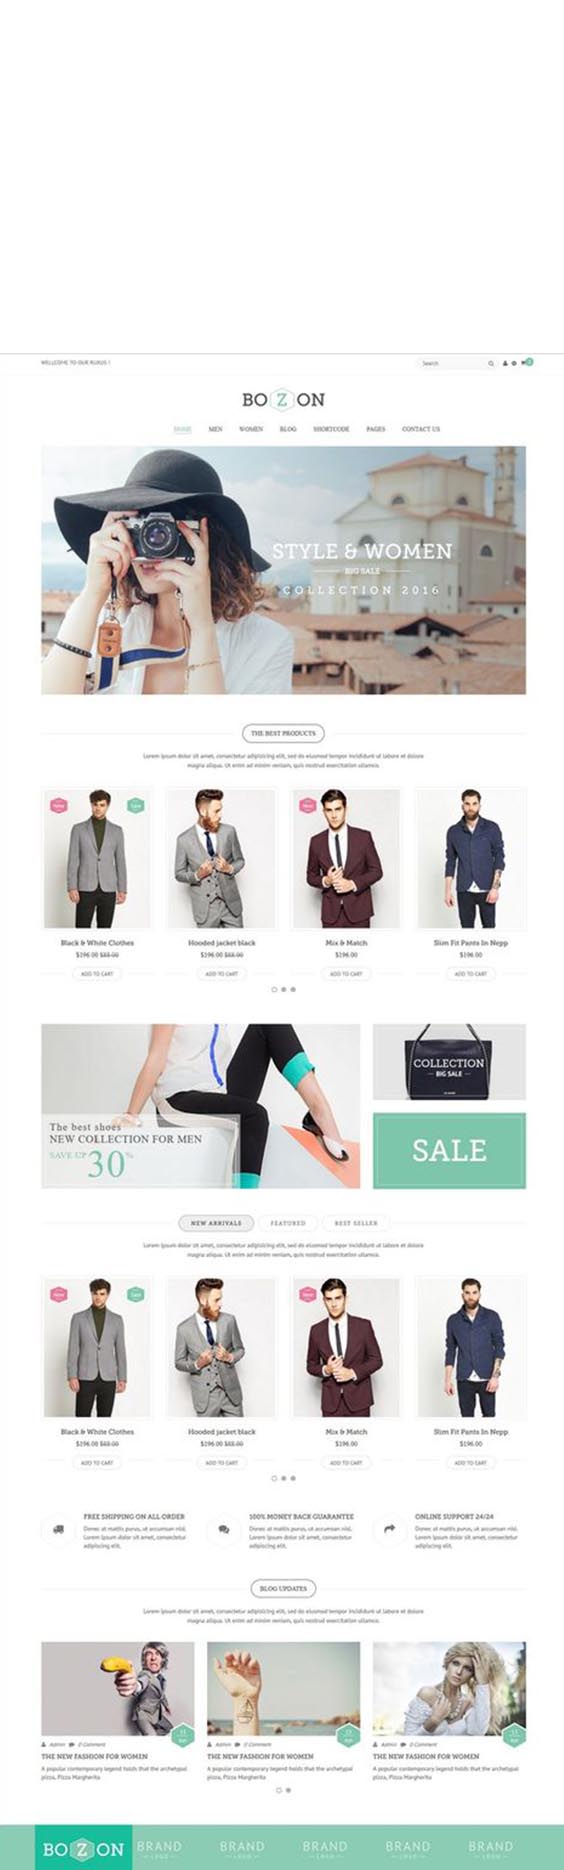 WELLCOME TO OUR RUXUS !
Search
BOZON
HOME MEN WOMEN BLOG SHORTCODE PAGES CONTACT US
STYLE & WOMEN
BIG SALE
COLLECTION 2016
THE BEST PRODUCTS
Lorem ipsum dolor sit amet, consectetur adipiscing elit, sed do eiusmod tempor incididunt ut labore et dolore
magna aliqua. Ut enim ad minim veniam, quis nostrud exercitation ullamco.
New Sale New
Black & White Clothes Hooded jacket black Mix & Match Slim Fit Pants In Nepp
$196.00 $88.00 $196.00 $88.00 $196.00 $196.00
ADD TO CART ADD TO CART ADD TO CART ADD TO CART
The best shoes
NEW COLLECTION FOR MEN
SAVE UP 30%
COLLECTION
BIG SALE
SALE
NEW ARRIVALS FEATURED BEST SELLER
Lorem ipsum dolor sit amet, consectetur adipiscing elit, sed do eiusmod tempor incididunt ut labore et dolore
magna aliqua. Ut enim ad minim veniam, quis nostrud exercitation ullamco.
New Sale New
Black & White Clothes Hooded jacket black Mix & Match Slim Fit Pants In Nepp
$196.00 $88.00 $196.00 $88.00 $196.00 $196.00
ADD TO CART ADD TO CART ADD TO CART ADD TO CART
FREE SHIPPING ON ALL ORDER
Donec at mattis purus, ut accumsan nisl.
Lorem ipsum dolor sit amet, consectetur
adipiscing elit.
100% MONEY BACK GUARANTEE
Donec at mattis purus, ut accumsan nisl.
Lorem ipsum dolor sit amet, consectetur
adipiscing elit.
ONLINE SUPPORT 24/24
Donec at mattis purus, ut accumsan nisl.
Lorem ipsum dolor sit amet, consectetur
adipiscing elit.
BLOG UPDATES
Lorem ipsum dolor sit amet, consectetur adipiscing elit, sed do eiusmod tempor incididunt ut labore et dolore
magna aliqua. Ut enim ad minim veniam, quis nostrud exercitation ullamco.
Admin 0 Comment
THE NEW FASHION FOR WOMEN
A popular contemporary legend holds that the archetypal
pizza, Pizza Margherita
Admin 0 Comment
THE NEW FASHION FOR WOMEN
A popular contemporary legend holds that the archetypal
pizza, Pizza Margherita
Admin 0 Comment
THE NEW FASHION FOR WOMEN
A popular contemporary legend holds that the archetypal
pizza, Pizza Margherita
BOZON BRAND BRAND BRAND BRAND BRAND
LOGO LOGO LOGO LOGO LOGO